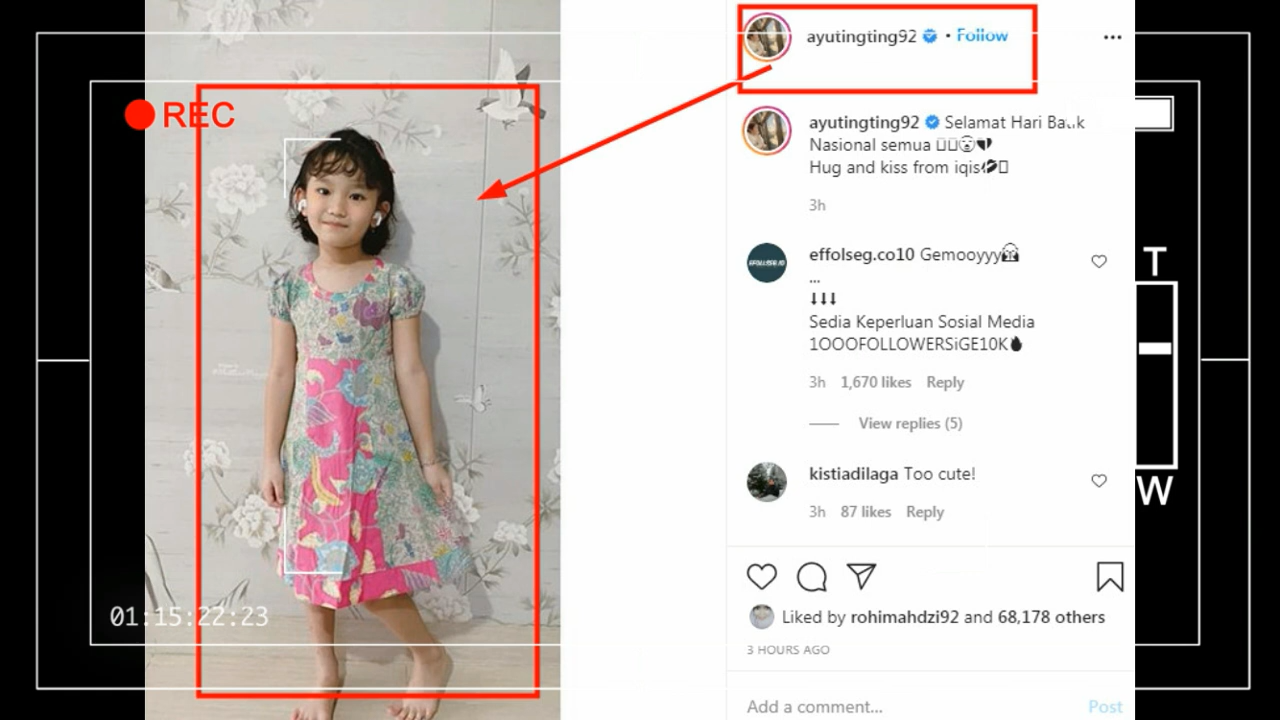 REC
01:15:22:23
ayutingting92 • Follow
ayutingting92 Selamat Hari Batik
Nasional semua
Hug and kiss from iqis
3h
EFFOLLSEG.ID
effolseg.co10 Gemooyyy
...
Sedia Keperluan Sosial Media
1OOOFOLLOWERSiGE10K
3h 1,670 likes Reply
View replies (5)
kistiadilaga Too cute!
3h 87 likes Reply
Liked by rohimahdzi92 and 68,178 others
3 HOURS AGO
Add a comment... Post
T
W